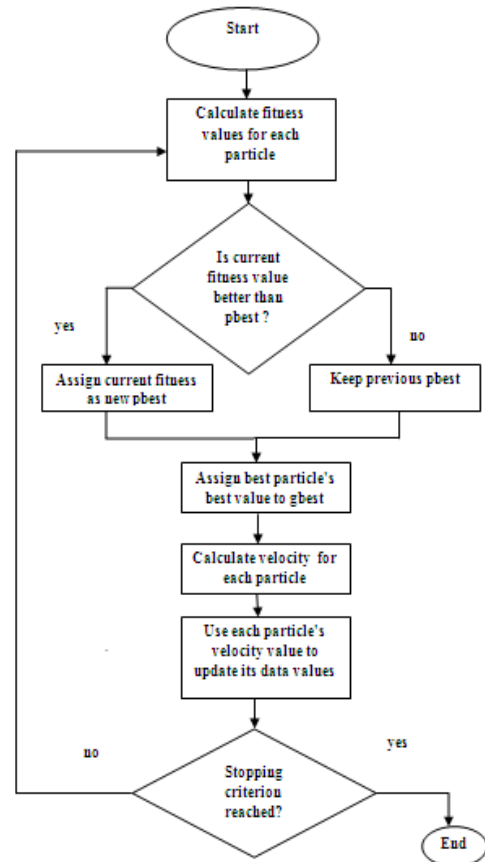 Start
Calculate fitness
values for each
particle
Is current
fitness value
better than
pbest ?
yes
no
Assign current fitness
as new pbest
Keep previous pbest
Assign best particle's
best value to gbest
Calculate velocity for
each particle
Use each particle's
velocity value to
update its data values
no
yes
Stopping
criterion
reached?
End